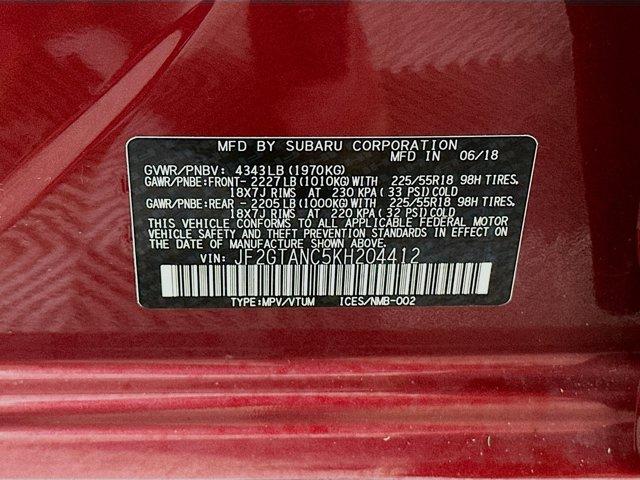 MFD BY SUBARU CORPORATION
MFD IN 06/18
GVWR/PNBV: 4343LB (1970KG)
GAWR/PNBE:FRONT- 2227LB (1010KG)WITH 225/55R18 98H TIRES.
18X7J RIMS AT 230 KPA (33 PSI)COLD
GAWR/PNBE:REAR - 2205LB (1000KG)WITH 225/55R18 98H TIRES.
18X7J RIMS AT 220 KPA (32 PSI)COLD
THIS VEHICLE CONFORMS TO ALL APPLICABLE FEDERAL MOTOR
VEHICLE SAFETY AND THEFT PREVENTION STANDARDS IN EFFECT
ON THE DATE OF MANUFACTURE SHOWN ABOVE.
VIN: JF2GTANC5KH204412
TYPE:MPV/VTUM ICES/NMB-002